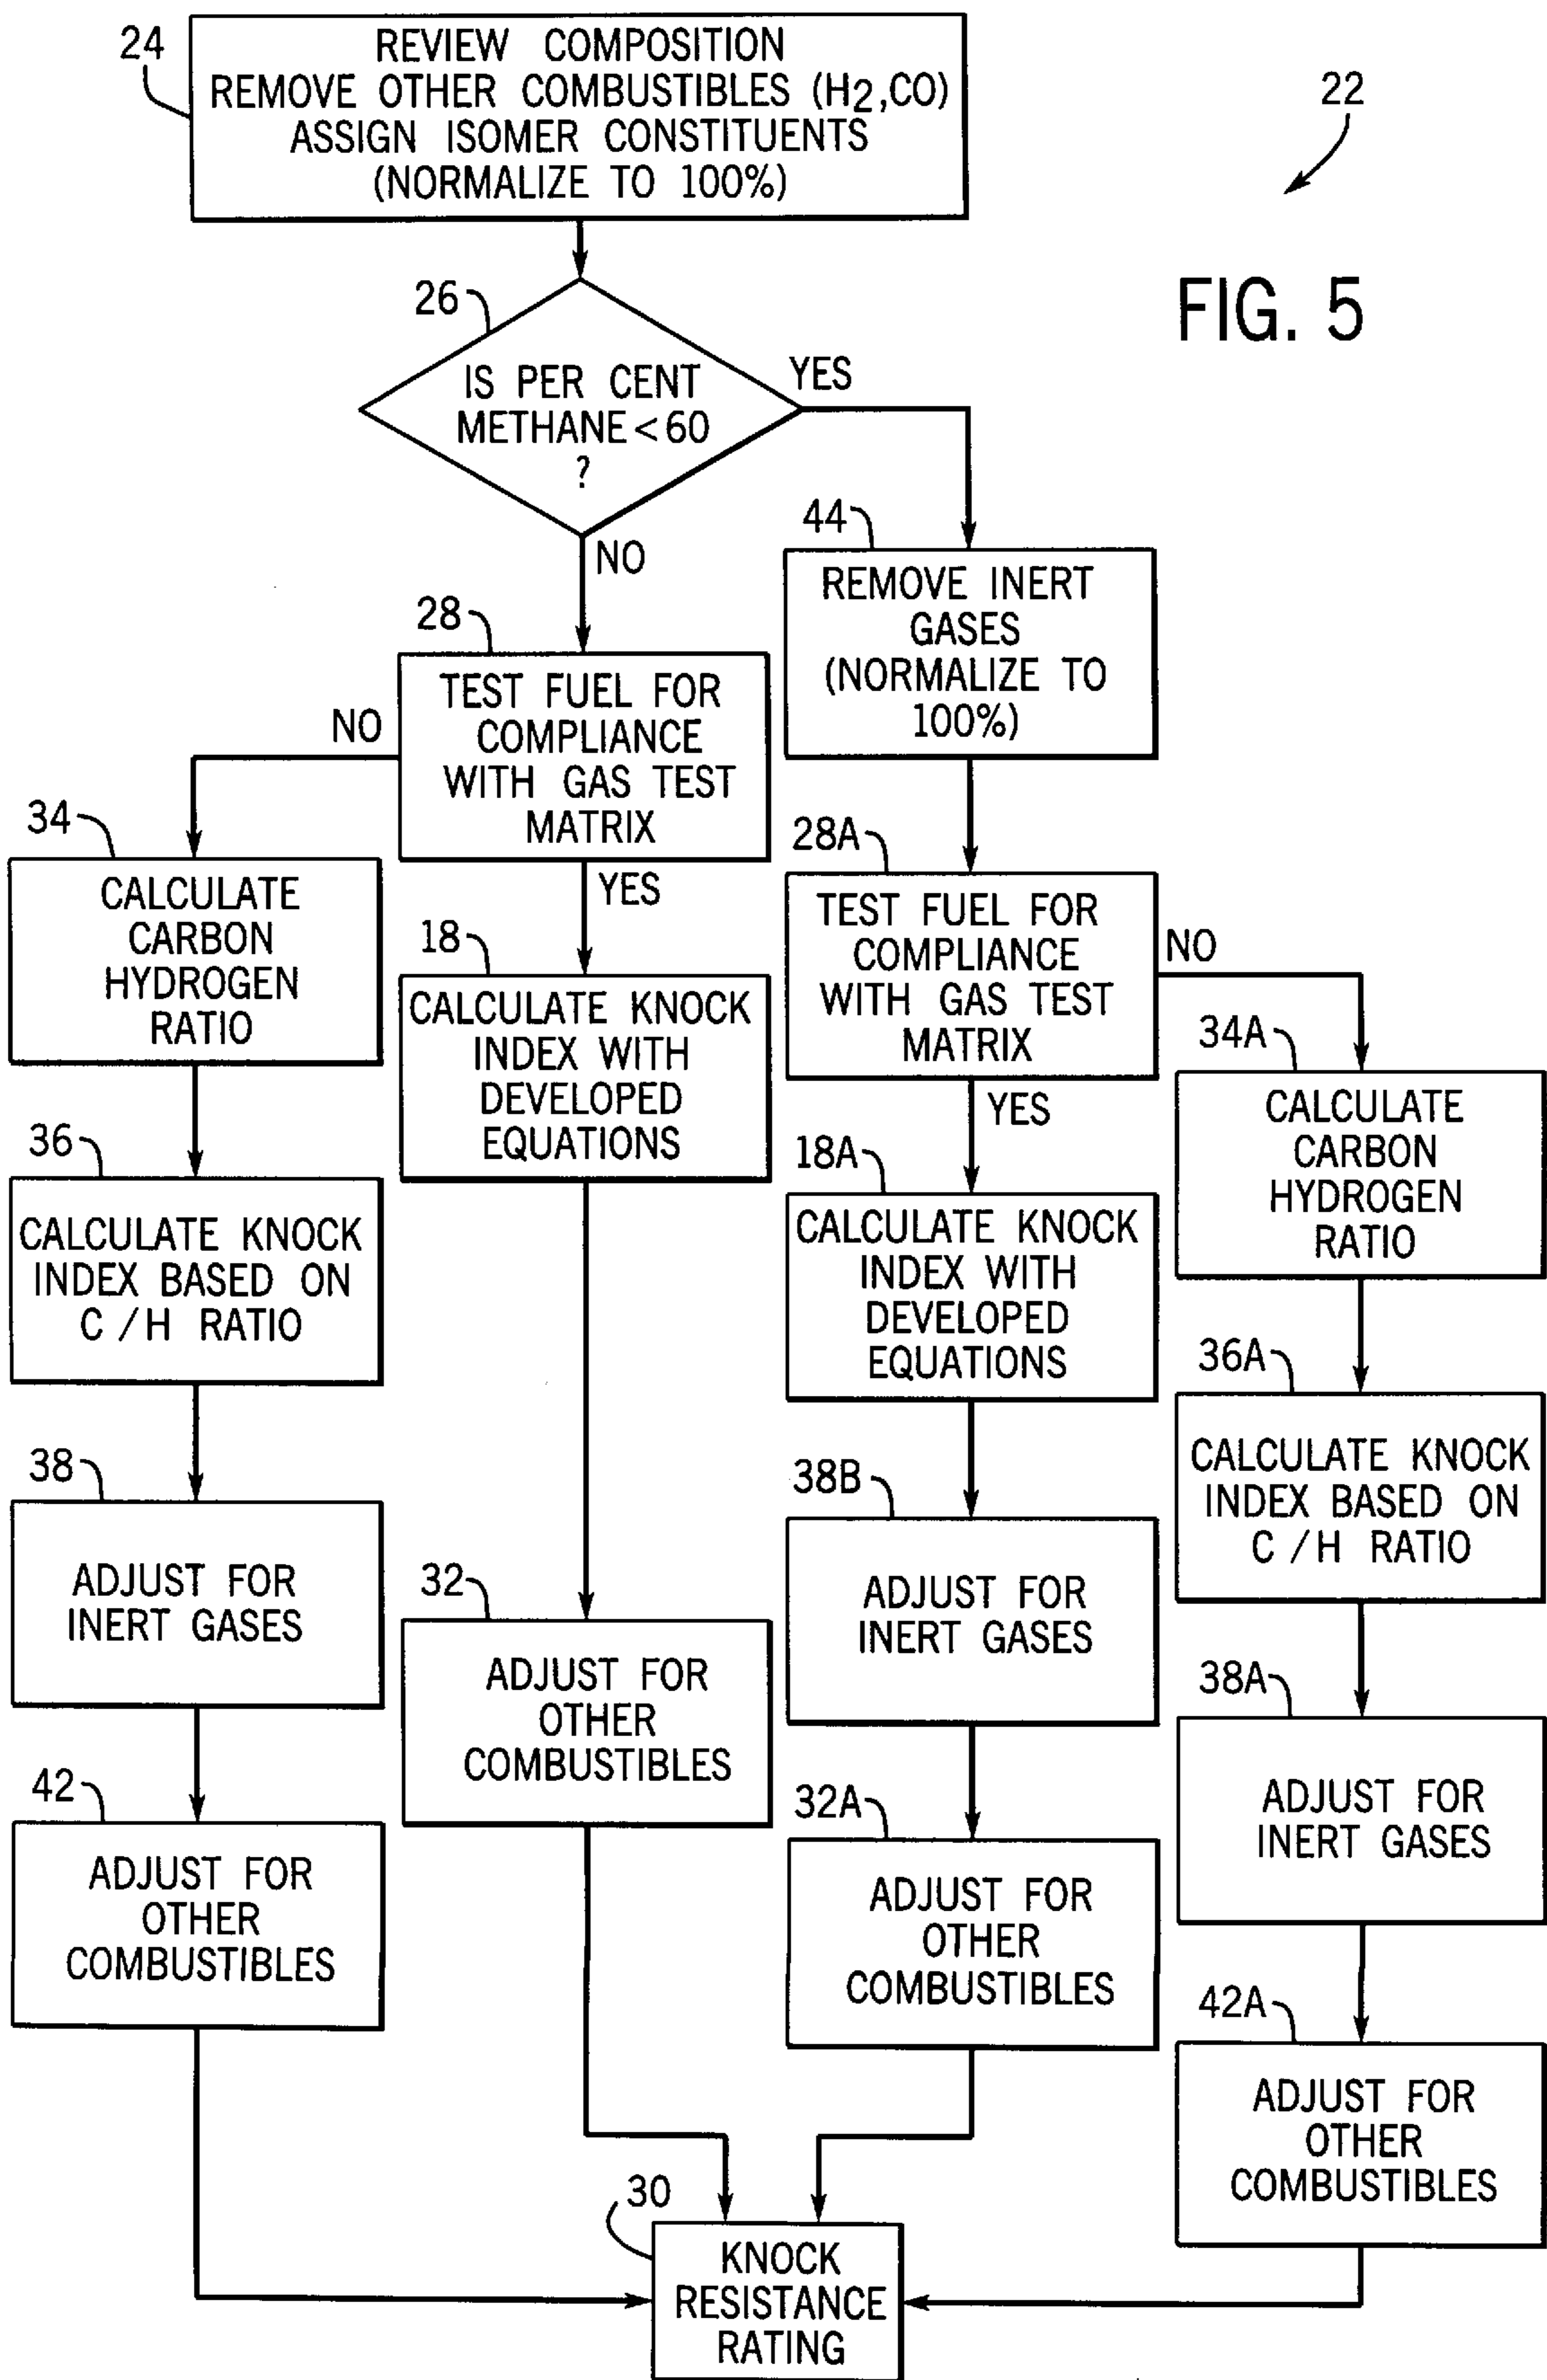 24
REVIEW COMPOSITION
REMOVE OTHER COMBUSTIBLES (H2,CO)
ASSIGN ISOMER CONSTITUENTS
(NORMALIZE TO 100%)
22
FIG. 5
26
IS PER CENT
METHANE<60
?
YES
NO
44
REMOVE INERT
GASES
(NORMALIZE TO
100%)
28
TEST FUEL FOR
COMPLIANCE
WITH GAS TEST
MATRIX
NO
YES
34
CALCULATE
CARBON
HYDROGEN
RATIO
18
CALCULATE KNOCK
INDEX WITH
DEVELOPED
EQUATIONS
28A
TEST FUEL FOR
COMPLIANCE
WITH GAS TEST
MATRIX
NO
YES
34A
CALCULATE
CARBON
HYDROGEN
RATIO
36
CALCULATE KNOCK
INDEX BASED ON
C/H RATIO
18A
CALCULATE KNOCK
INDEX WITH
DEVELOPED
EQUATIONS
36A
CALCULATE KNOCK
INDEX BASED ON
C/H RATIO
38
ADJUST FOR
INERT GASES
32
ADJUST FOR
OTHER
COMBUSTIBLES
38B
ADJUST FOR
INERT GASES
38A
ADJUST FOR
INERT GASES
42
ADJUST FOR
OTHER
COMBUSTIBLES
32A
ADJUST FOR
OTHER
COMBUSTIBLES
42A
ADJUST FOR
OTHER
COMBUSTIBLES
30
KNOCK
RESISTANCE
RATING